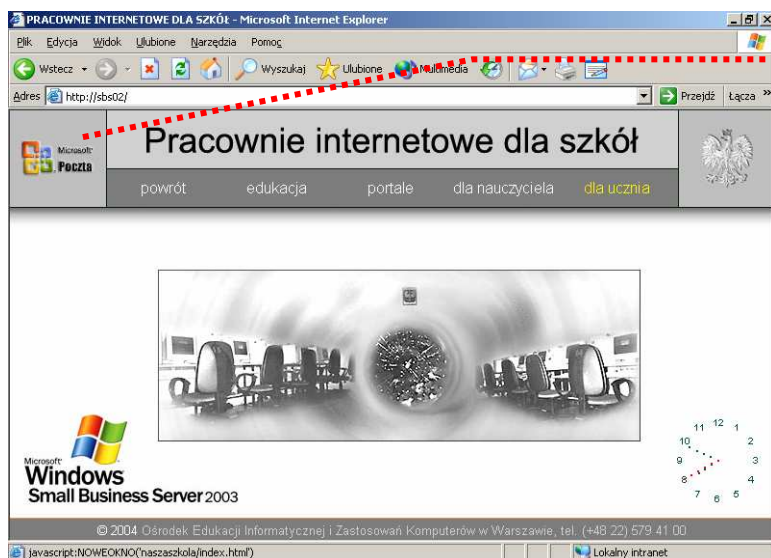 PRACOWNIE INTERNETOWE DLA SZKÓŁ - Microsoft Internet Explorer
Plik Edycja Widok Ulubione Narzędzia Pomoc
Wstecz Wyszukaj Ulubione Multimedia
Adres http://sbs02/ Przejdź Łącza »
Microsoft
Poczta
Pracownie internetowe dla szkół
powrót edukacja portale dla nauczyciela dla ucznia
Microsoft
Windows
Small Business Server 2003
11 12 1
10 2
9 3
8 4
7 6 5
© 2004 Ośrodek Edukacji Informatycznej i Zastosowań Komputerów w Warszawie, tel. (+48 22) 579 41 00
javascript:NOWEOKNO('naszaszkola/index.html') Lokalny intranet